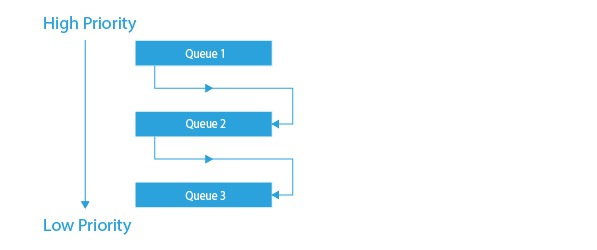 High Priority
Queue 1
Queue 2
Queue 3
Low Priority